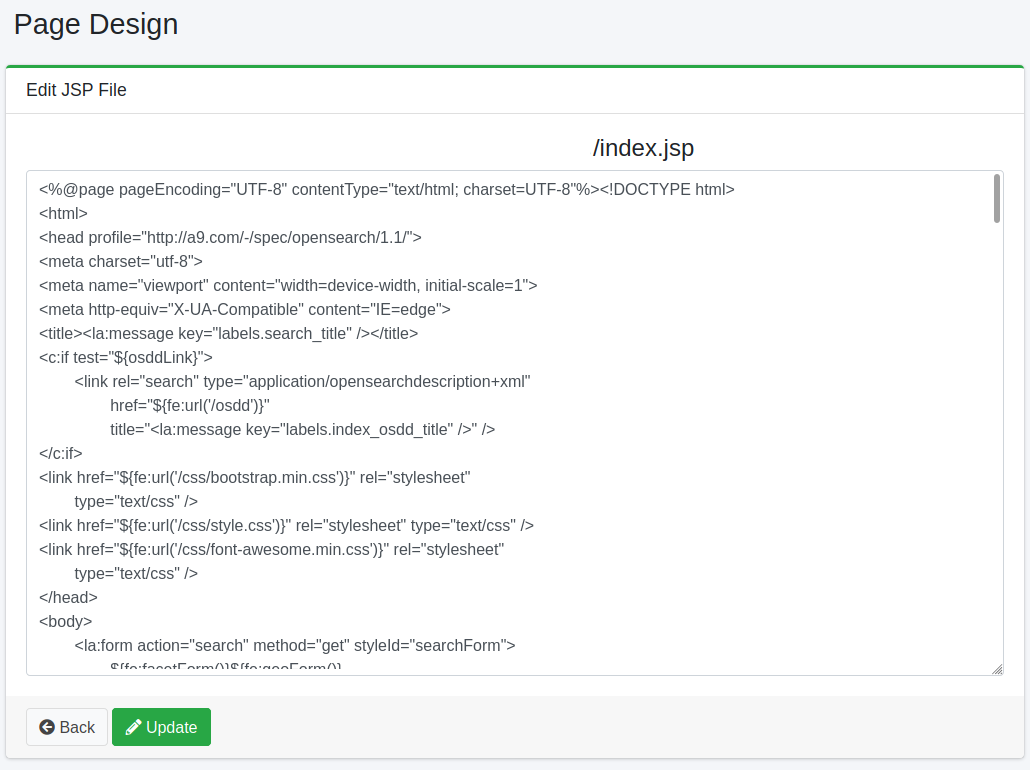 Page Design
Edit JSP File
/index.jsp
<%@page pageEncoding="UTF-8" contentType="text/html; charset=UTF-8"%><!DOCTYPE html>
<html>
<head profile="http://a9.com/-/spec/opensearch/1.1/">
<meta charset="utf-8">
<meta name="viewport" content="width=device-width, initial-scale=1">
<meta http-equiv="X-UA-Compatible" content="IE=edge">
<title><la:message key="labels.search_title" /></title>
<c:if test="${osddLink}">
<link rel="search" type="application/opensearchdescription+xml"
href="${fe:url('/osdd')}"
title="<la:message key="labels.index_osdd_title" />" />
</c:if>
<link href="${fe:url('/css/bootstrap.min.css')}" rel="stylesheet"
type="text/css" />
<link href="${fe:url('/css/style.css')}" rel="stylesheet" type="text/css" />
<link href="${fe:url('/css/font-awesome.min.css')}" rel="stylesheet"
type="text/css" />
</head>
<body>
<la:form action="search" method="get" styleId="searchForm">
${fe:facetForm()}${fe:geoForm()}
Back
Update